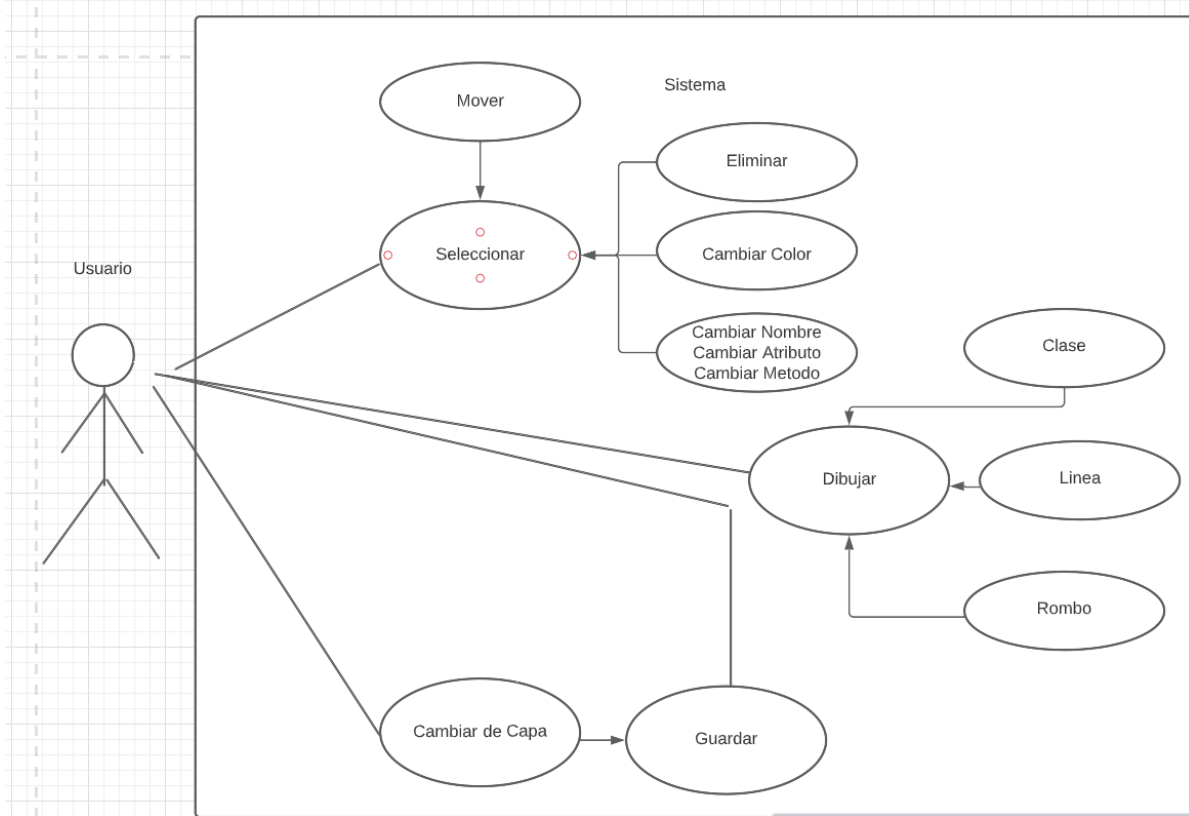 Sistema
Mover
Eliminar
Seleccionar
Cambiar Color
Usuario
Cambiar Nombre
Cambiar Atributo
Cambiar Metodo
Clase
Dibujar
Linea
Rombo
Cambiar de Capa
Guardar